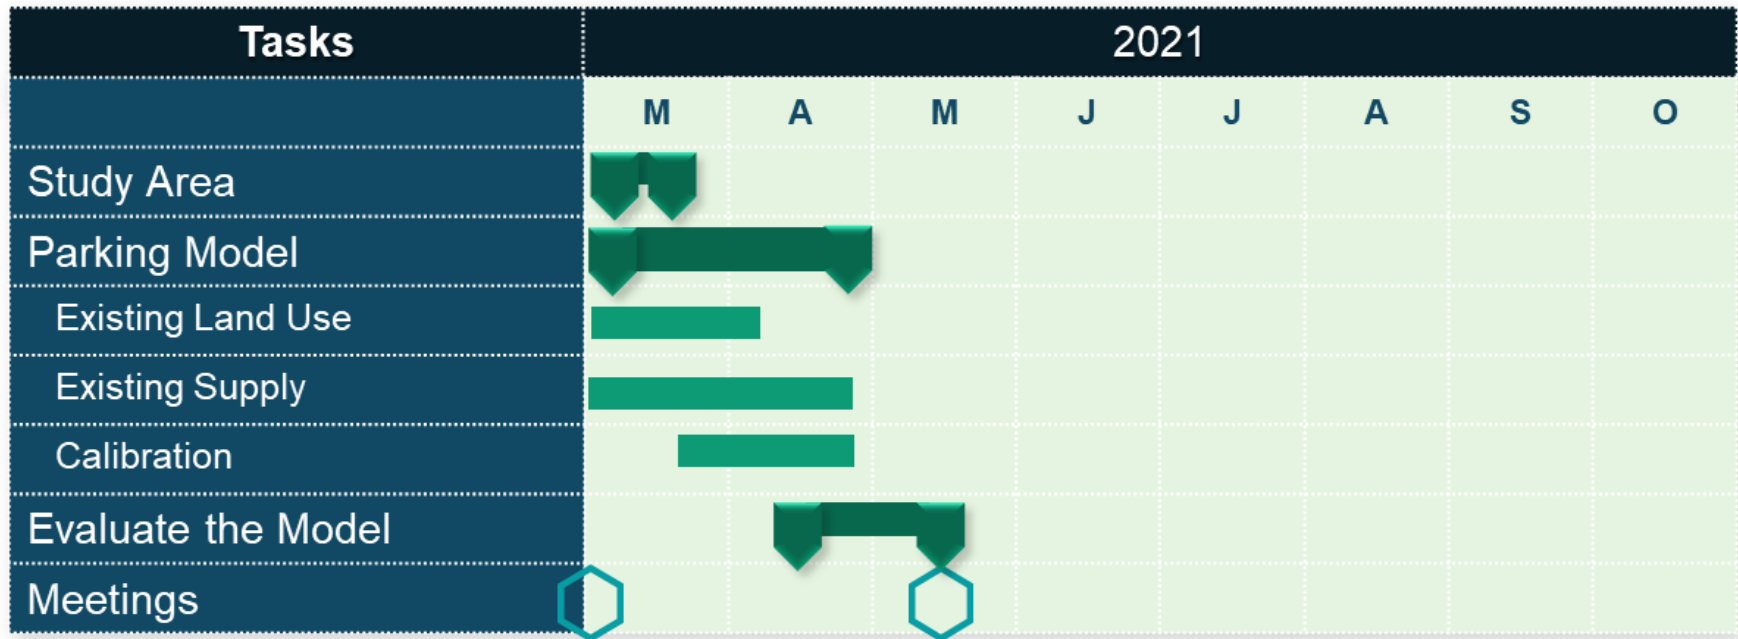 Tasks 2021
M A M J J A S O
Study Area
Parking Model
Existing Land Use
Existing Supply
Calibration
Evaluate the Model
Meetings